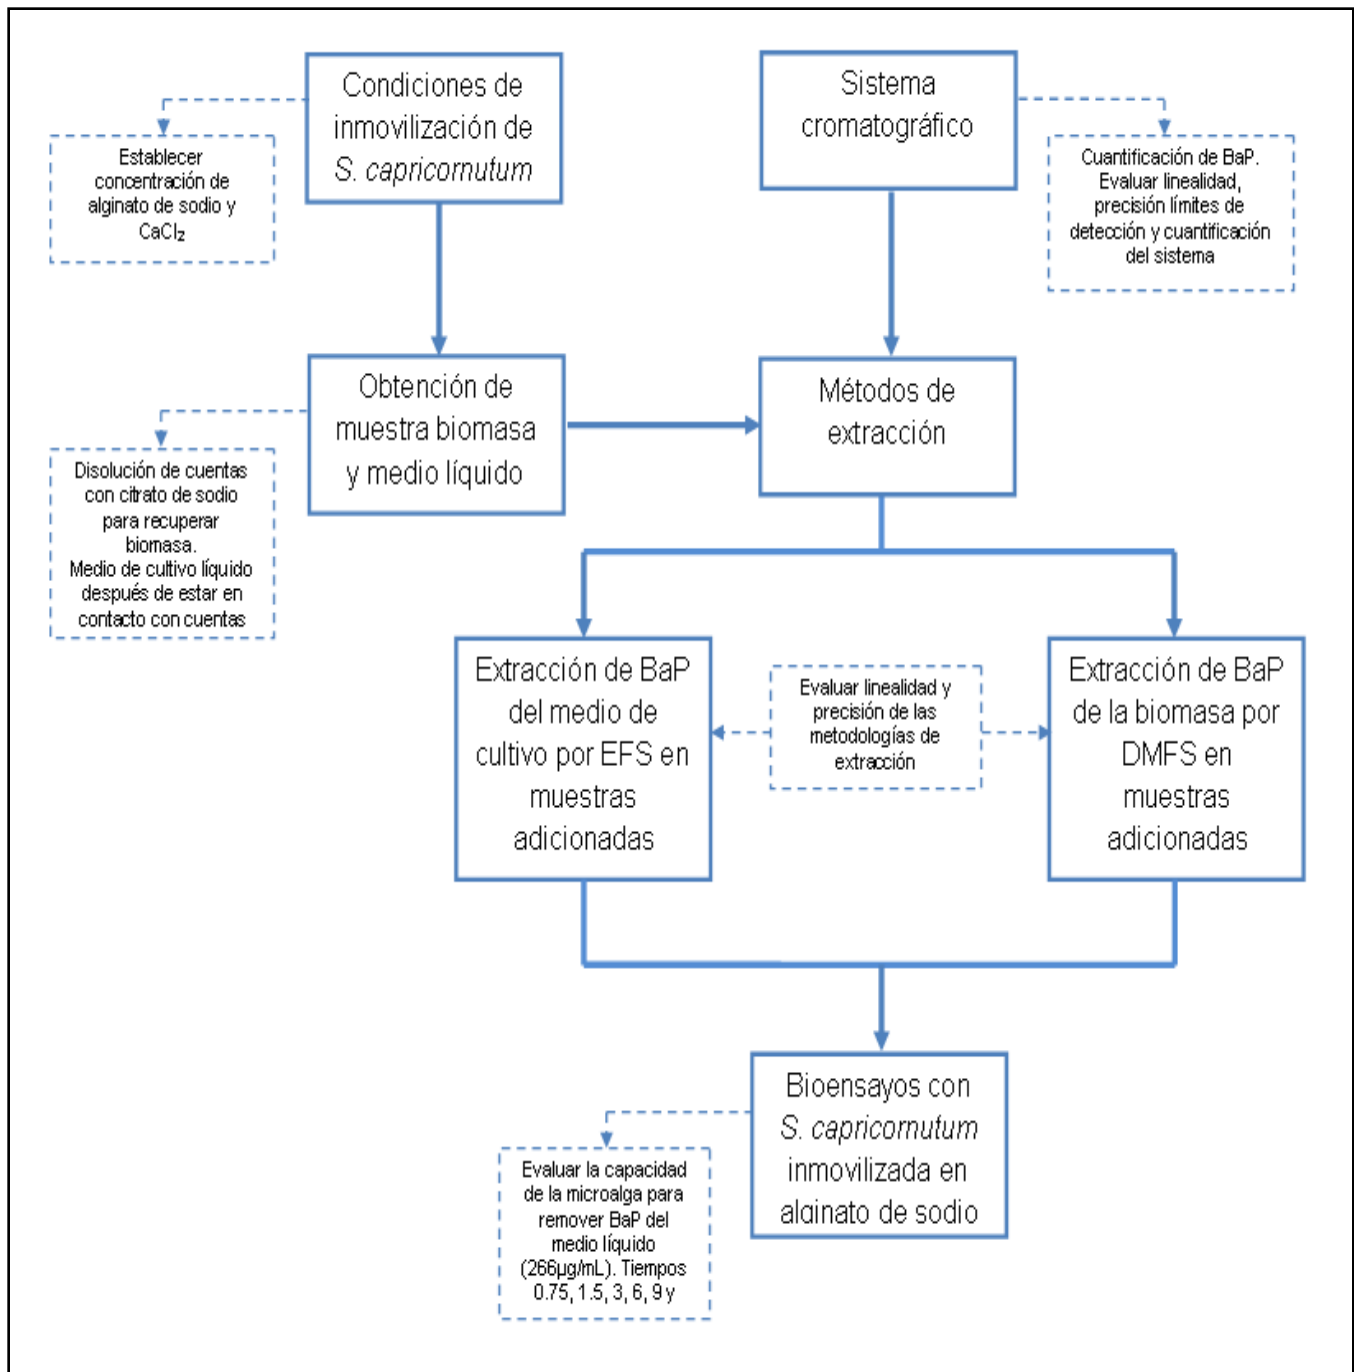 Condiciones de
inmovilización de
S. capricornutum
Sistema
cromatográfico
Establecer
concentración de
alginato de sodio y
CaCl₂
Cuantificación de BaP.
Evaluar linealidad,
precisión límites de
detección y cuantificación
del sistema
Obtención de
muestra biomasa
y medio líquido
Métodos de
extracción
Disolución de cuentas
con citrato de sodio
para recuperar
biomasa.
Medio de cultivo líquido
después de estar en
contacto con cuentas
Extracción de BaP
del medio de
cultivo por EFS en
muestras
adicionadas
Evaluar linealidad y
precisión de las
metodologías de
extracción
Extracción de BaP
de la biomasa por
DMFS en
muestras
adicionadas
Bioensayos con
S. capricornutum
inmovilizada en
alginato de sodio
Evaluar la capacidad
de la microalga para
remover BaP del
medio líquido
(266µg/mL). Tiempos
0.75, 1.5, 3, 6, 9 y